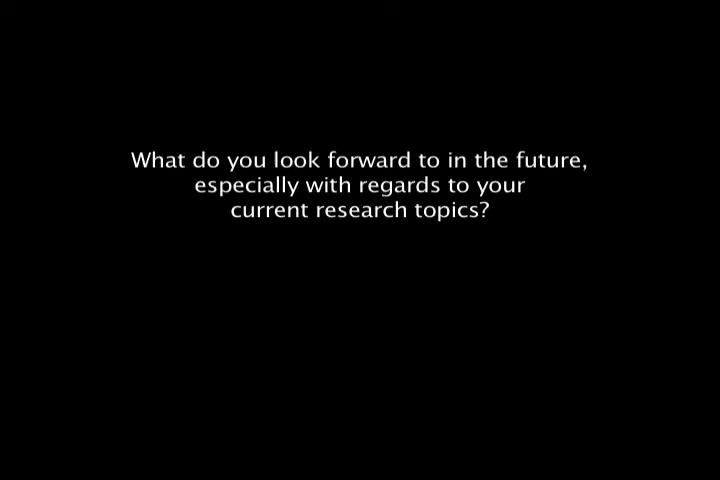 What do you look forward to in the future,
especially with regards to your
current research topics?